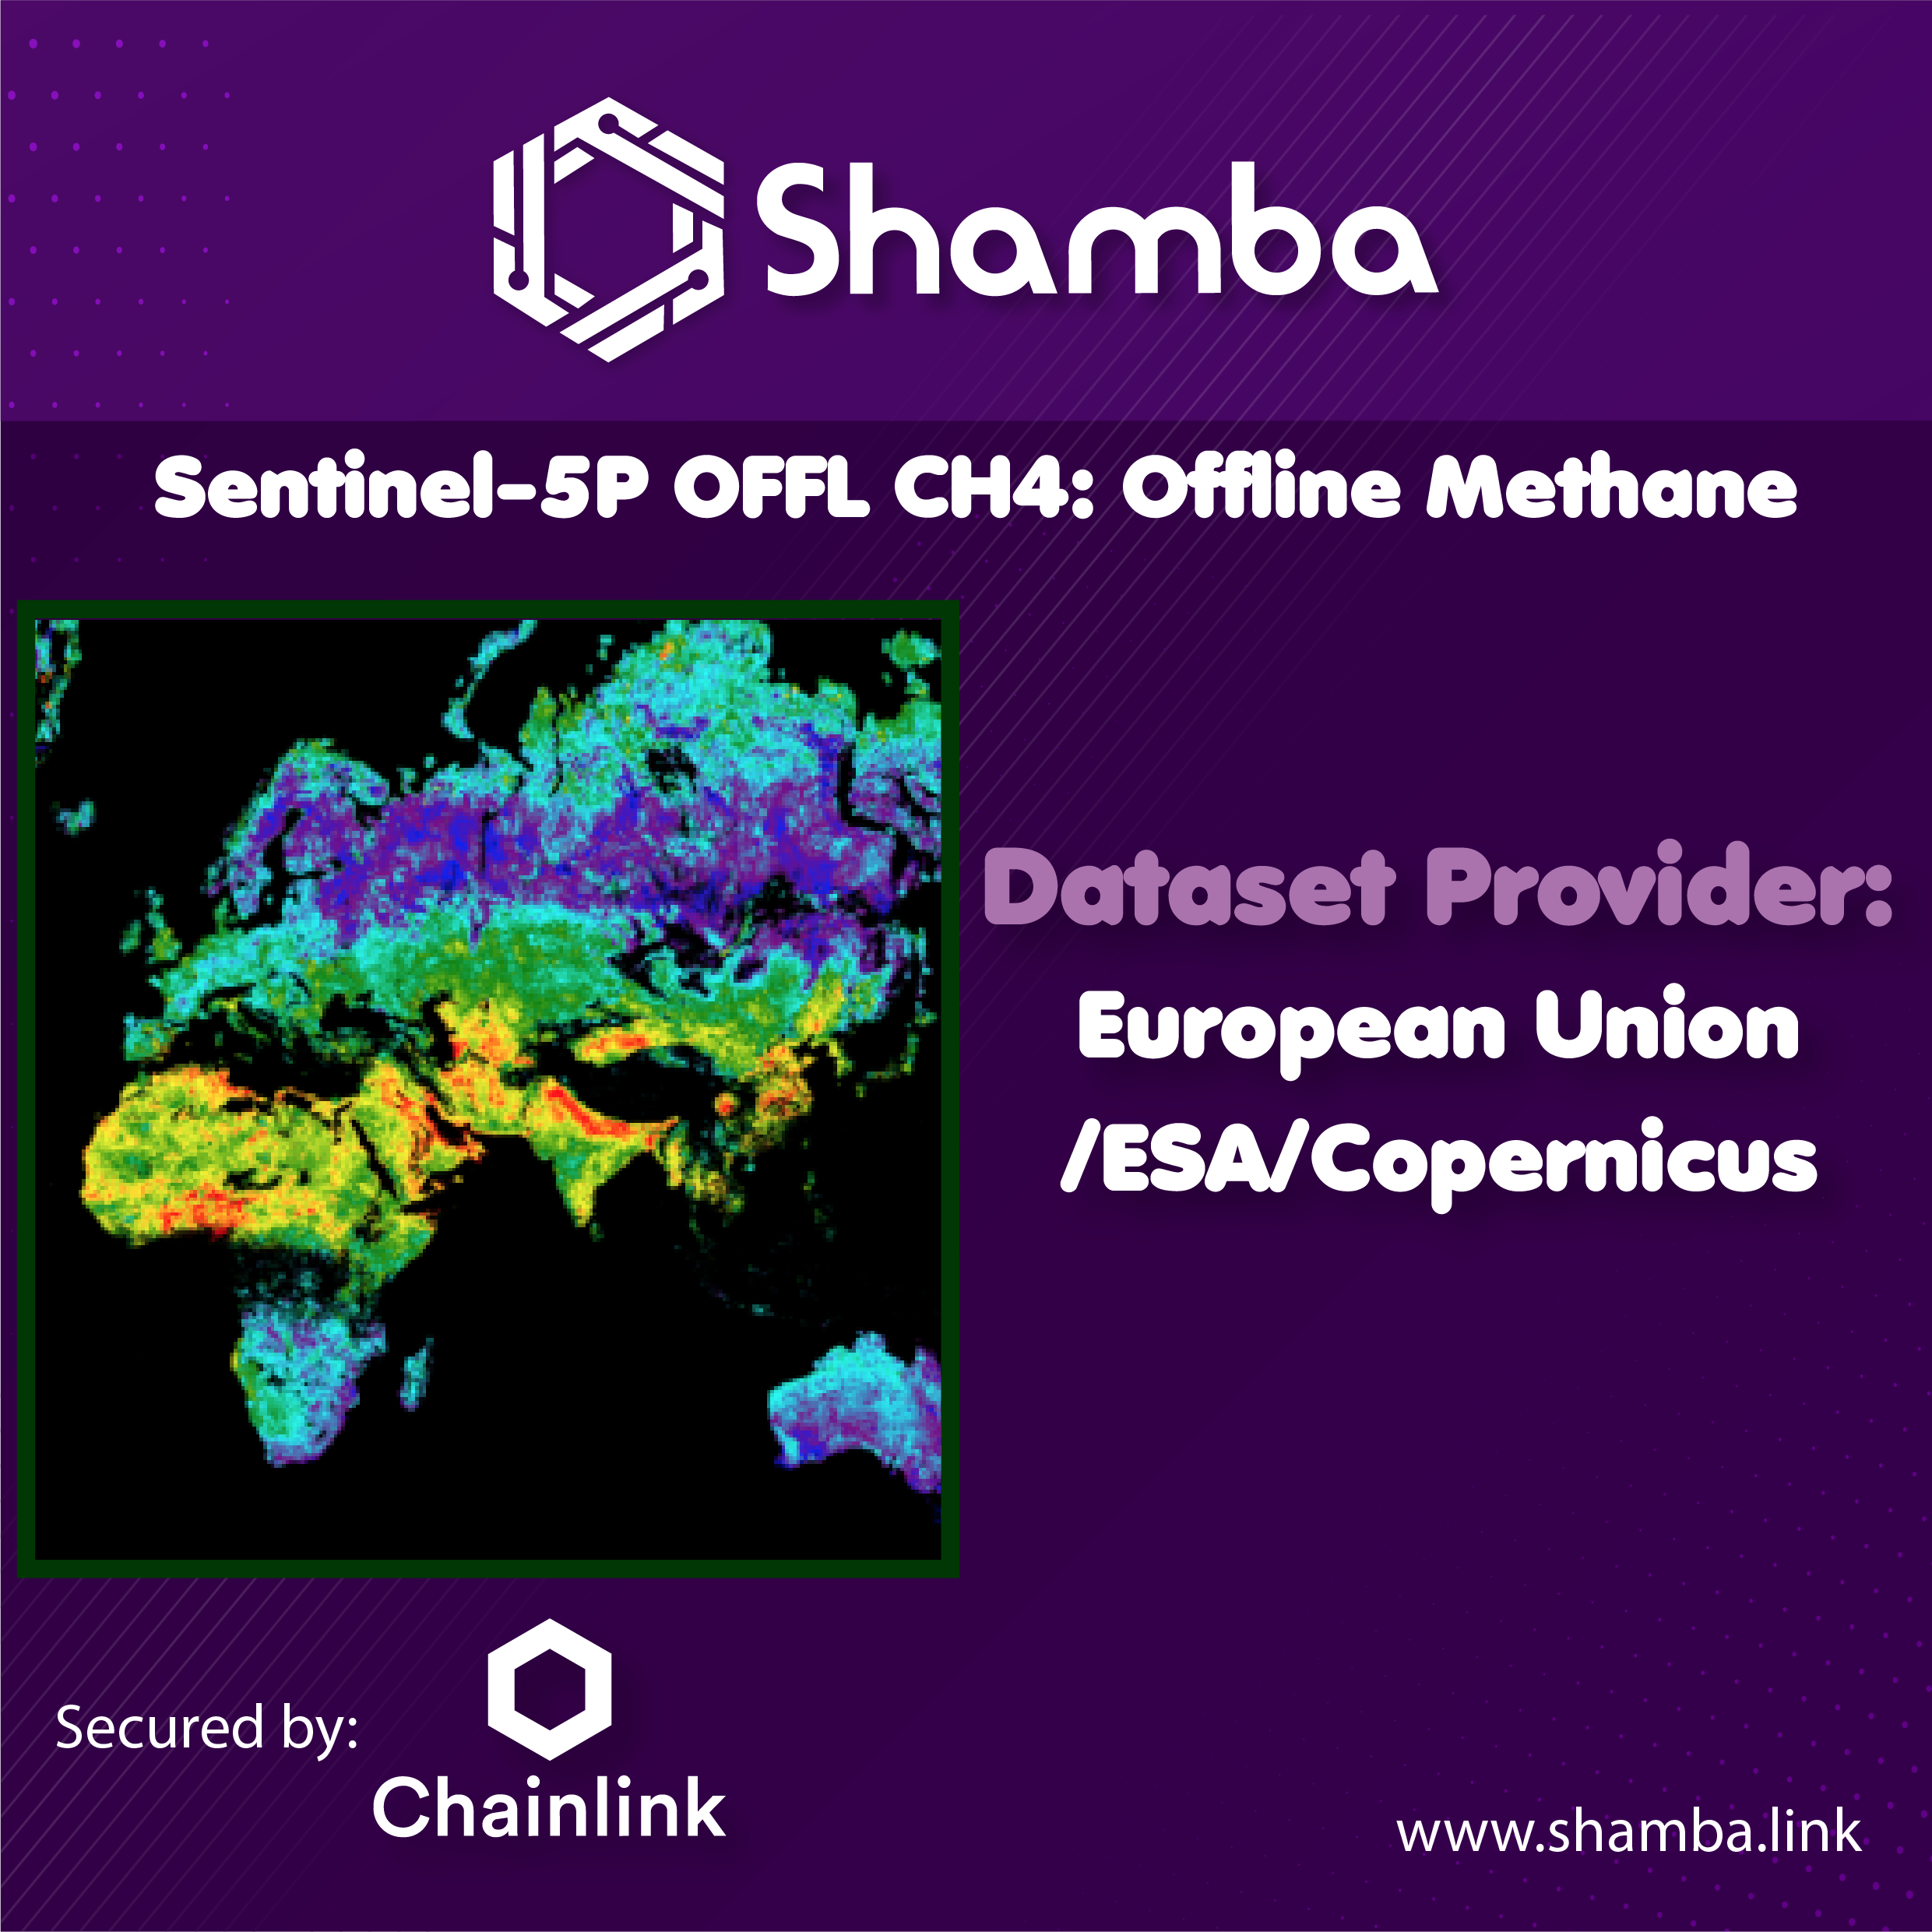 Shamba
Sentinel-5P OFFL CH4: Offline Methane
Dataset Provider:
European Union
/ESA/Copernicus
Secured by:
Chainlink
www.shamba.link